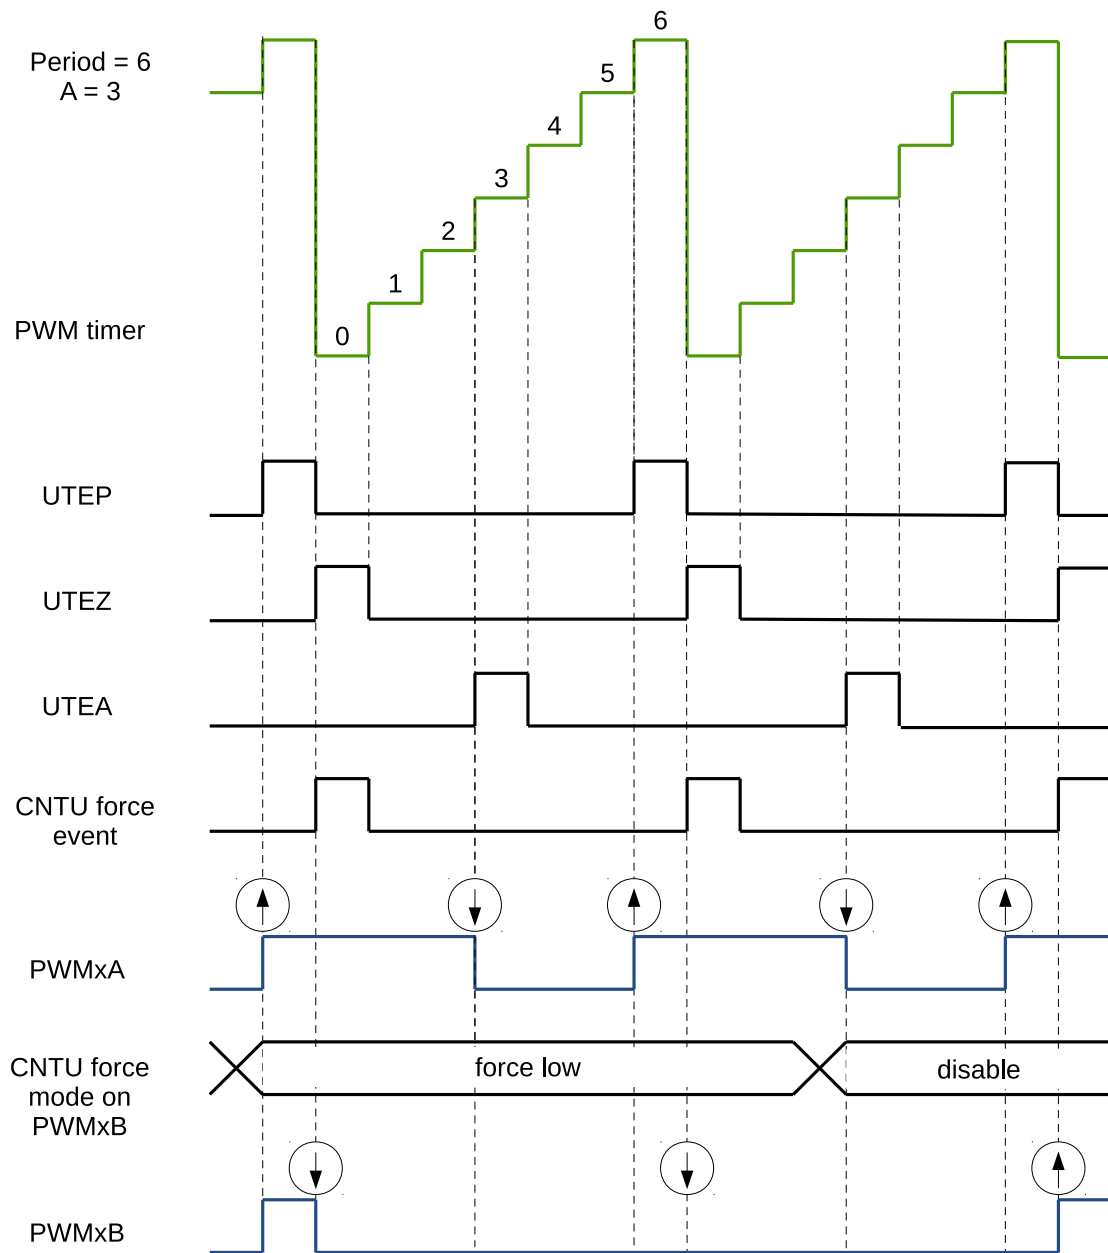 6
Period = 6
A = 3
5
4
3
2
1
0
PWM timer
UTEP
UTEZ
UTEA
CNTU force
event
PWMxA
CNTU force
mode on
PWMxB
force low
disable
PWMxB